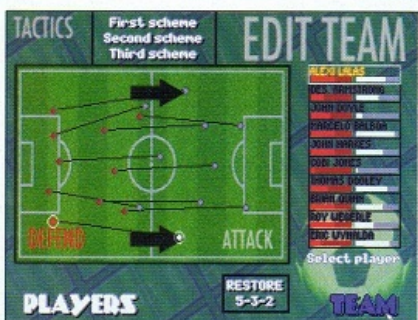 TACTICS
First scheme
Second scheme
Third scheme
EDIT TEAM
ALEXI LALAS
DES. ARMSTRONG
JOHN DOYLE
MARCELO BALBOA
JOHN HARKES
COBI JONES
THOMAS DOOLEY
BRIAN QUINN
ROY WEGERLE
ERIC WYNALDA
DEFEND
ATTACK
Select player
RESTORE
5-3-2
PLAYERS
TEAM